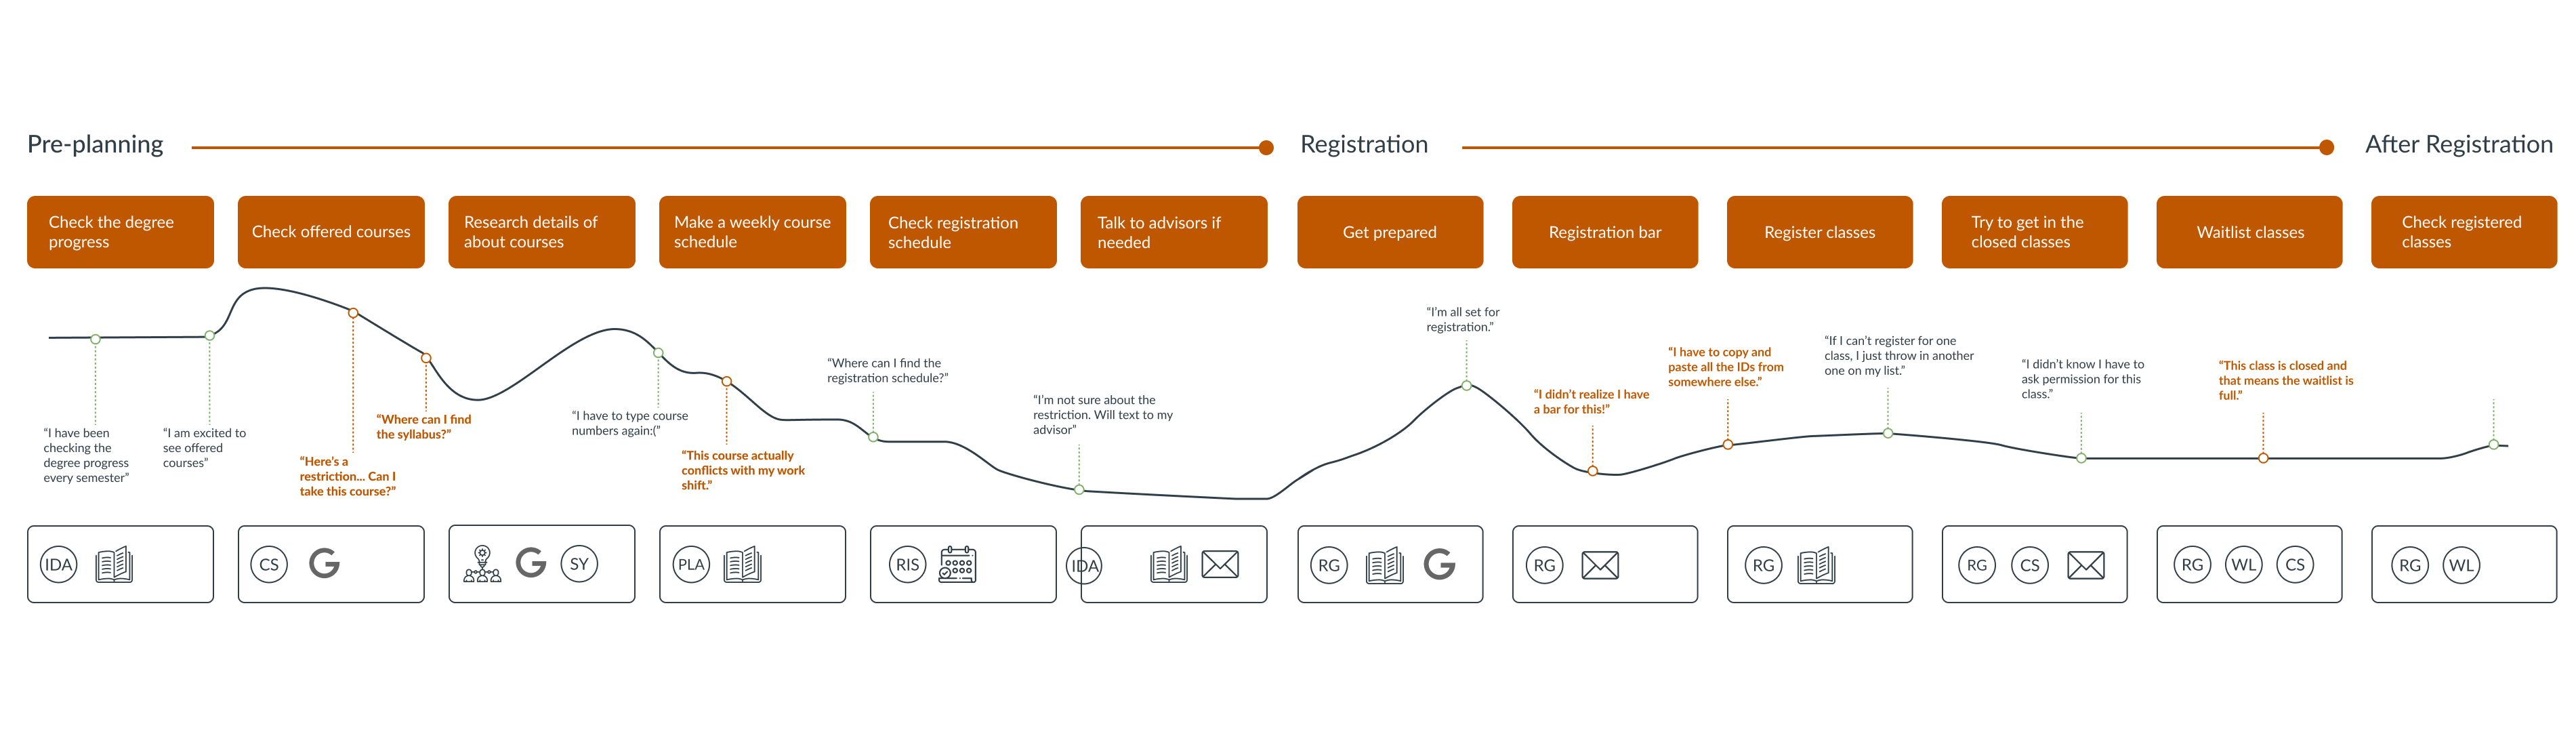 Pre-planning
Registration
After Registration
Check the degree
progress
Check offered courses
Research details of
about courses
Make a weekly course
schedule
Check registration
schedule
Talk to advisors if
needed
Get prepared
Registration bar
Register classes
Try to get in the
closed classes
Waitlist classes
Check registered
classes
“I have been
checking the
degree progress
every semester”
“I am excited to
see offered
courses”
“Here’s a
restriction... Can I
take this course?”
“Where can I find
the syllabus?”
“I have to type course
numbers again:(”
“This course actually
conflicts with my work
shift.”
“Where can I find the
registration schedule?”
“I’m not sure about the
restriction. Will text to my
advisor”
“I’m all set for
registration.”
“I didn’t realize I have
a bar for this!”
“I have to copy and
paste all the IDs from
somewhere else.”
“If I can’t register for one
class, I just throw in another
one on my list.”
“I didn’t know I have to
ask permission for this
class.”
“This class is closed and
that means the waitlist is
full.”
IDA
CS
G
G
SY
PLA
RIS
IDA
RG
G
RG
RG
RG
CS
RG
WL
CS
RG
WL